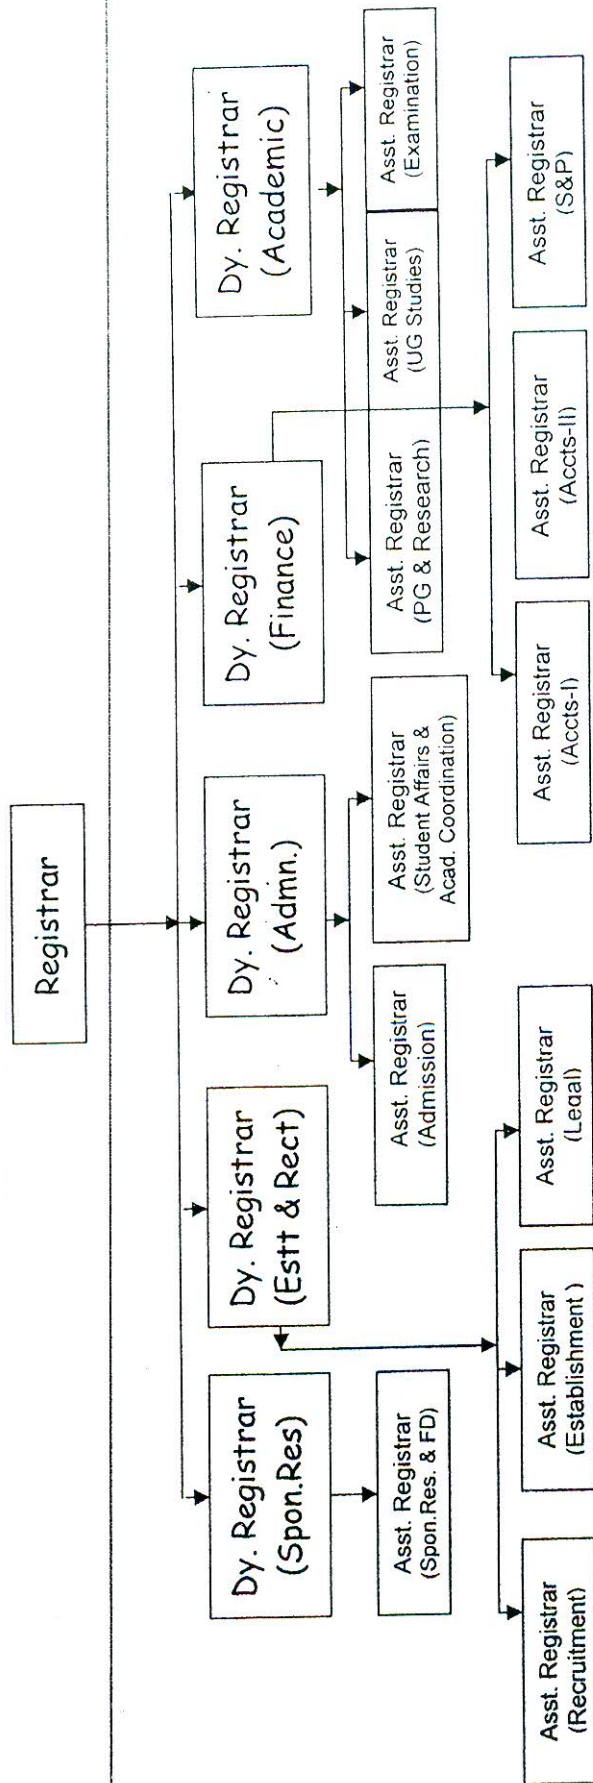 Registrar
Dy. Registrar
(Spon.Res)
Dy. Registrar
(Estt & Rect)
Dy. Registrar
(Admn.)
Dy. Registrar
(Finance)
Dy. Registrar
(Academic)
Asst. Registrar
(Spon.Res. & FD)
Asst. Registrar
(Admission)
Asst. Registrar
(Student Affairs &
Acad. Coordination)
Asst. Registrar
(PG & Research)
Asst. Registrar
(UG Studies)
Asst. Registrar
(Examination)
Asst. Registrar
(Recruitment)
Asst. Registrar
(Establishment )
Asst. Registrar
(Legal)
Asst. Registrar
(Accts-I)
Asst. Registrar
(Accts-II)
Asst. Registrar
(S&P)